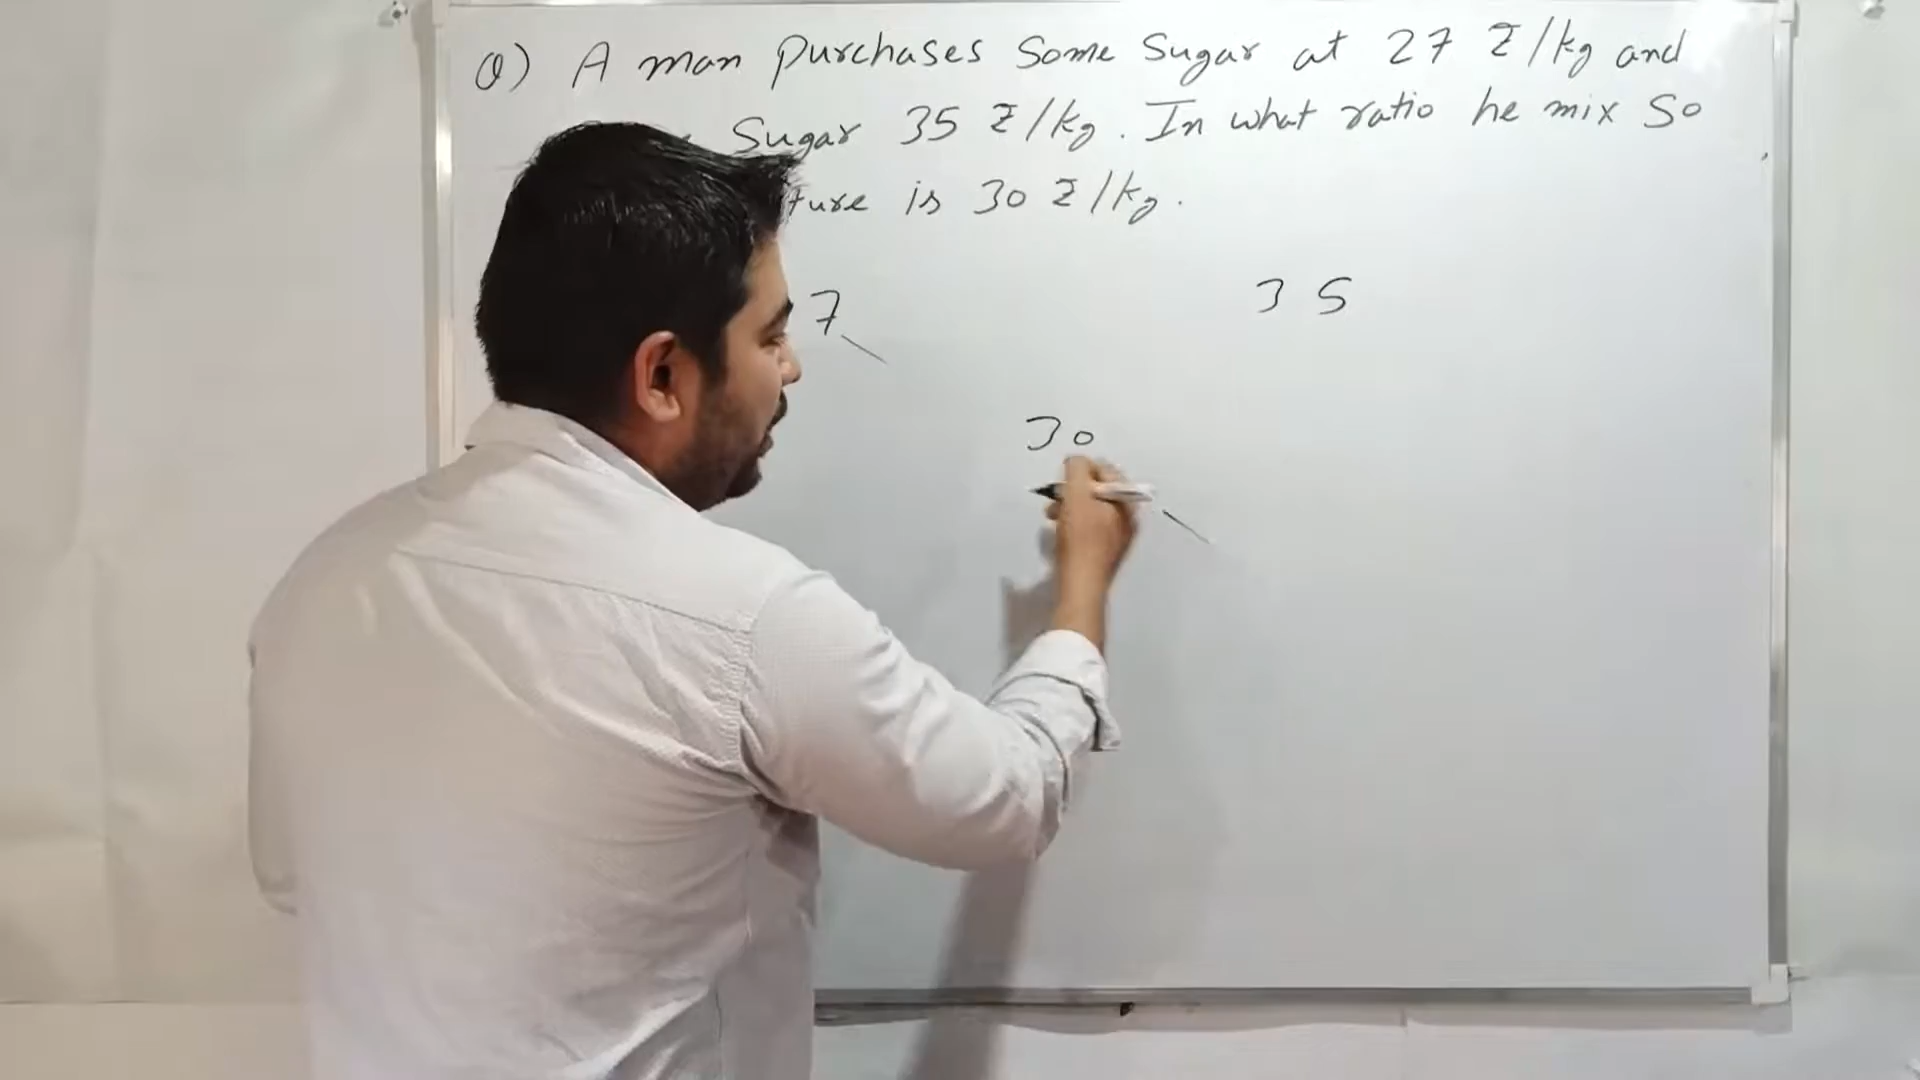 Q) A man purchases Some Sugar at 27 ₹/kg and
Sugar 35 ₹/kg. In what ratio he mix So
ture is 30 ₹/kg.
7 35
30